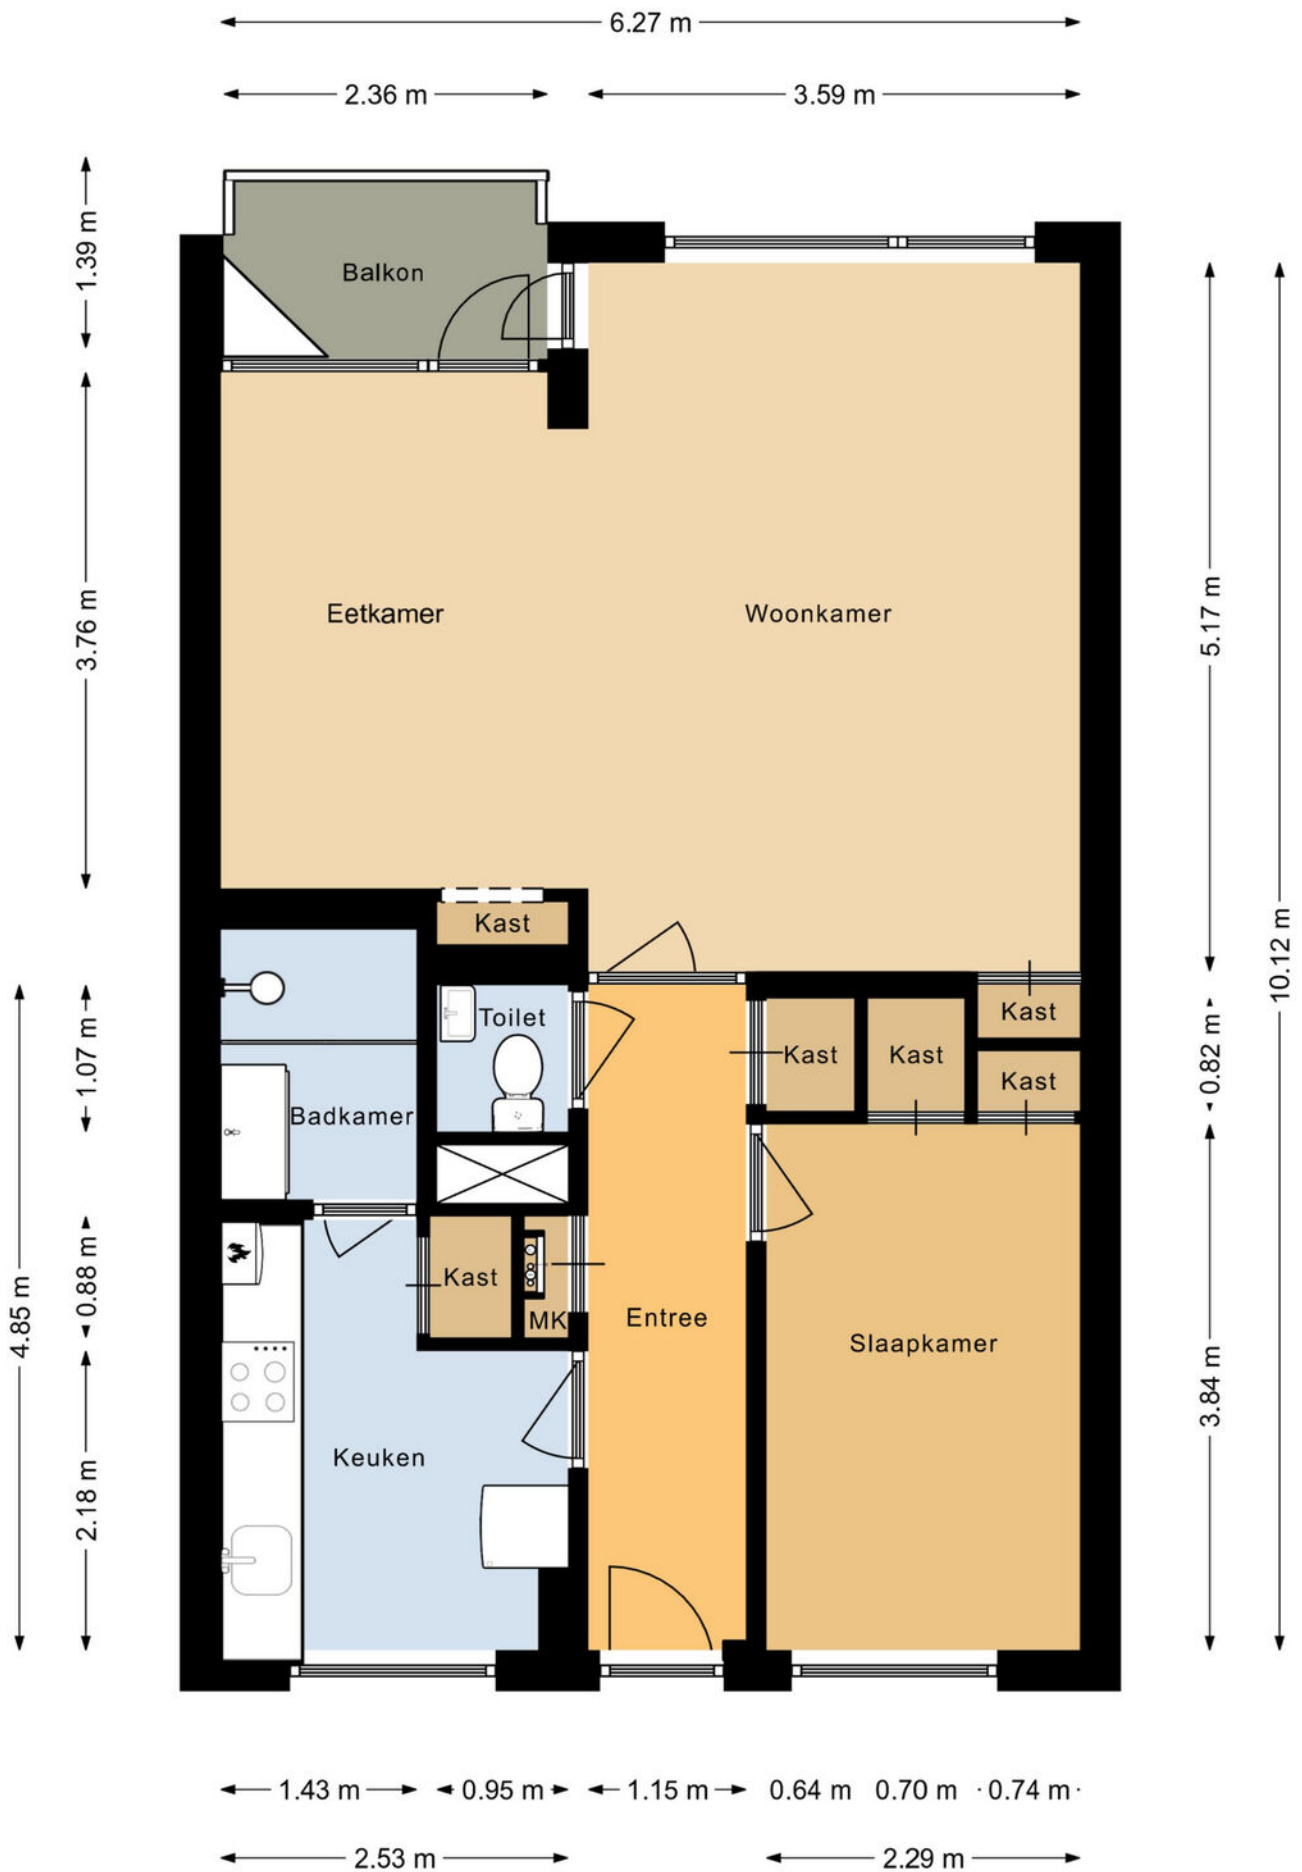 6.27 m
2.36 m
3.59 m
1.39 m
Balkon
3.76 m
Eetkamer
Woonkamer
5.17 m
Kast
10.12 m
Toilet
Kast
Kast
Kast
Kast
1.07 m
0.82 m
Badkamer
0.88 m
Kast
MK
Entree
4.85 m
Slaapkamer
3.84 m
Keuken
2.18 m
1.43 m
0.95 m
1.15 m
0.64 m
0.70 m
0.74 m
2.53 m
2.29 m